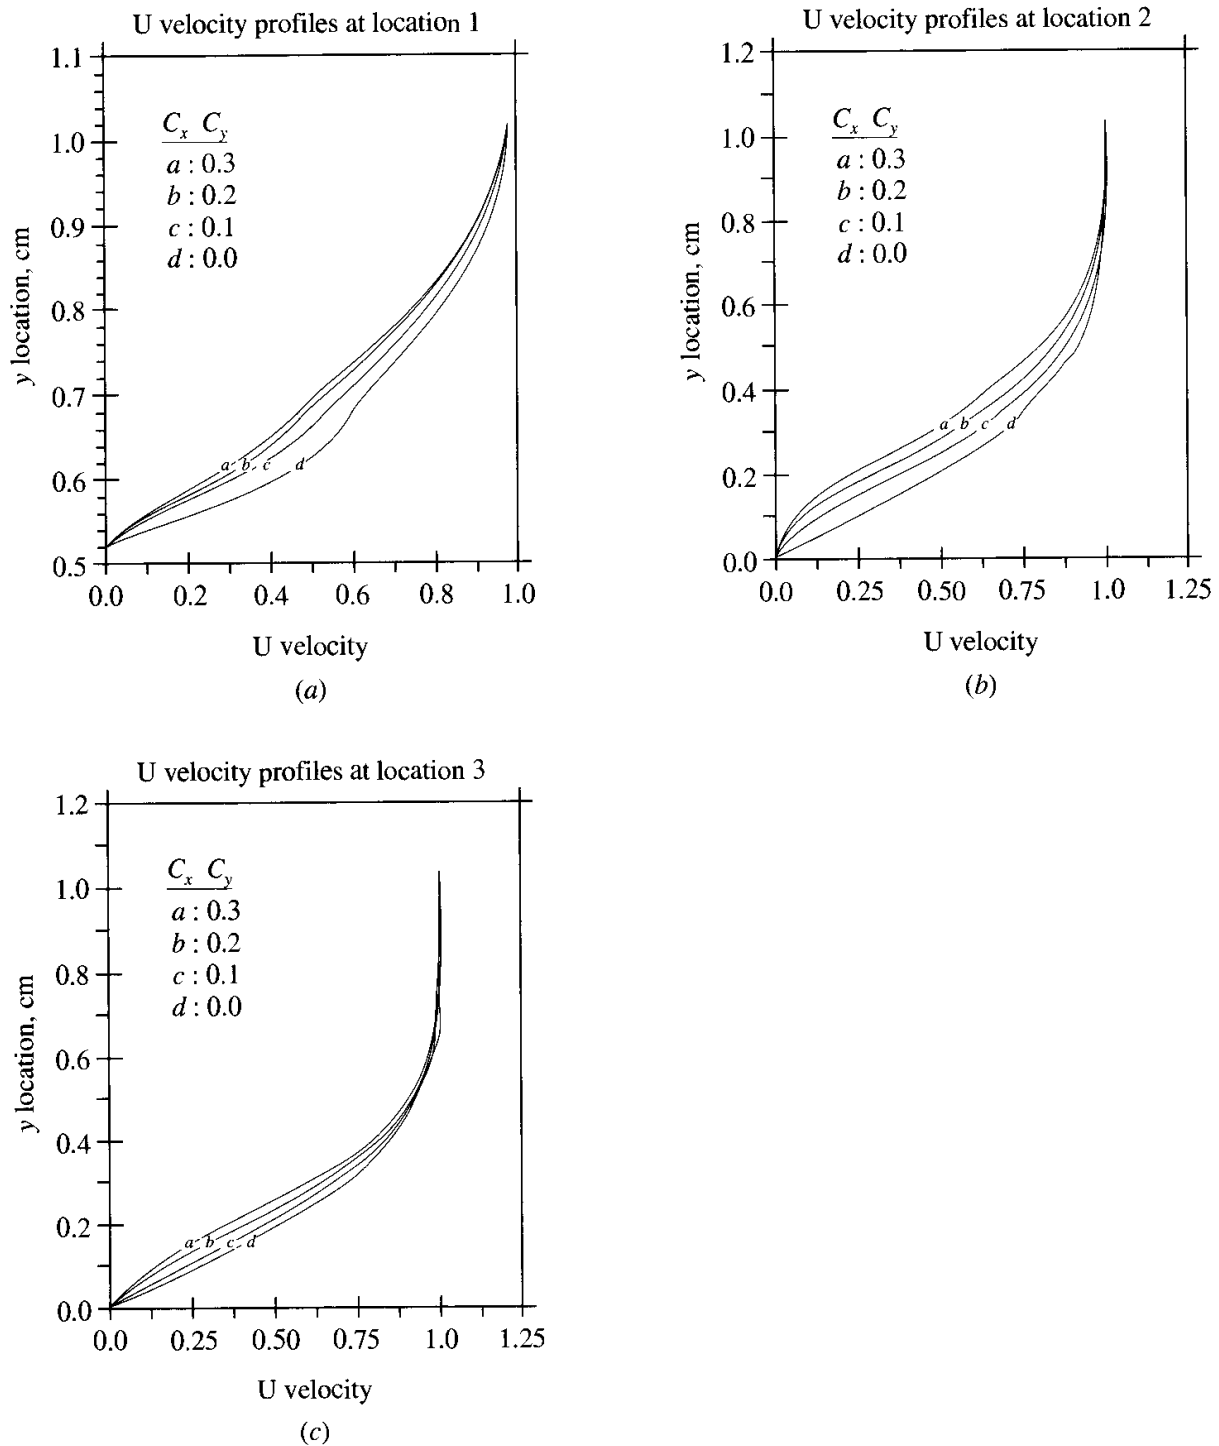 U velocity profiles at location 1
1.1
1.0
0.9
0.8
0.7
0.6
0.5
y location, cm
Cx Cy
a : 0.3
b : 0.2
c : 0.1
d : 0.0
a b c d
0.0 0.2 0.4 0.6 0.8 1.0
U velocity
(a)
U velocity profiles at location 2
1.2
1.0
0.8
0.6
0.4
0.2
0.0
y location, cm
Cx Cy
a : 0.3
b : 0.2
c : 0.1
d : 0.0
a b c d
0.0 0.25 0.50 0.75 1.0 1.25
U velocity
(b)
U velocity profiles at location 3
1.2
1.0
0.8
0.6
0.4
0.2
0.0
y location, cm
Cx Cy
a : 0.3
b : 0.2
c : 0.1
d : 0.0
a b c d
0.0 0.25 0.50 0.75 1.0 1.25
U velocity
(c)